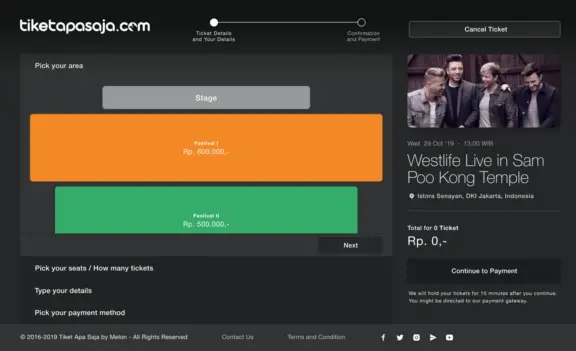 tiketapasaja.com
Ticket Details
and Your Details
Confirmation
and Payment
Cancel Ticket
Pick your area
Stage
Festival I
Rp. 600.000,-
Festival II
Rp. 500.000,-
Next
Pick your seats / How many tickets
Type your details
Pick your payment method
Wed 29 Oct '19 - 13.00 WIB
Westlife Live in Sam
Poo Kong Temple
Istora Senayan, DKI Jakarta, Indonesia
Total for 0 Ticket
Rp. 0,-
Continue to Payment
We will hold your tickets for 10 minutes after you continue.
You might be directed to our payment gateway.
© 2016-2019 Tiket Apa Saja by Melon - All Rights Reserved
Contact Us
Terms and Condition